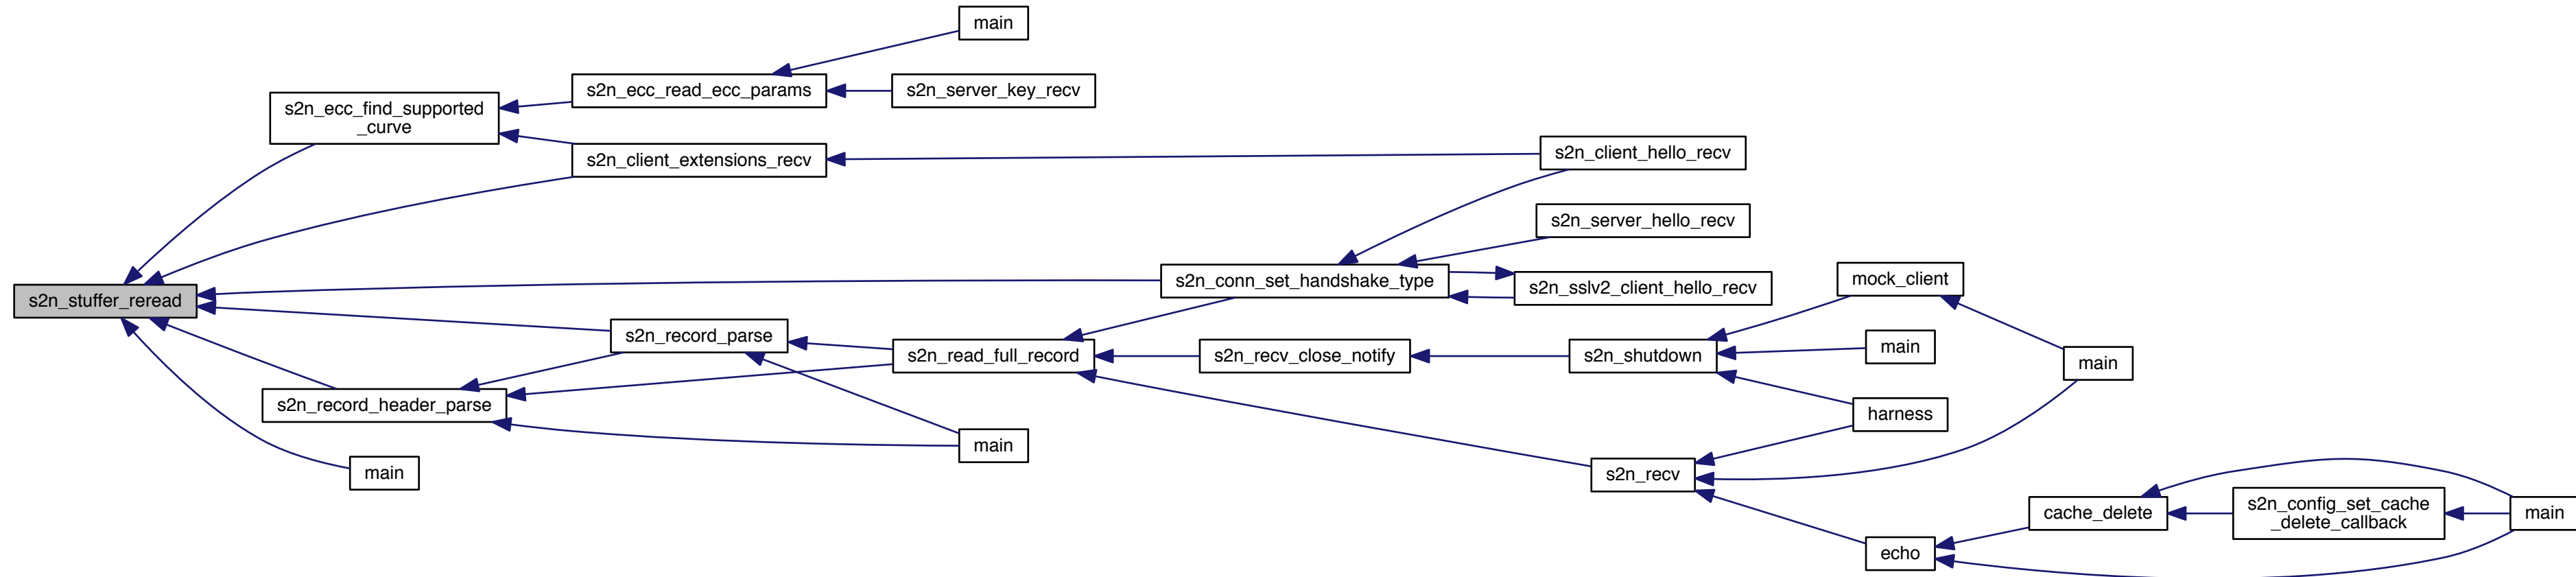 main
s2n_ecc_read_ecc_params
s2n_server_key_recv
s2n_ecc_find_supported
_curve
s2n_client_extensions_recv
s2n_client_hello_recv
s2n_server_hello_recv
s2n_conn_set_handshake_type
s2n_sslv2_client_hello_recv
mock_client
s2n_stuffer_reread
s2n_record_parse
s2n_read_full_record
s2n_recv_close_notify
s2n_shutdown
main
main
s2n_record_header_parse
harness
main
main
s2n_recv
cache_delete
s2n_config_set_cache
_delete_callback
main
echo